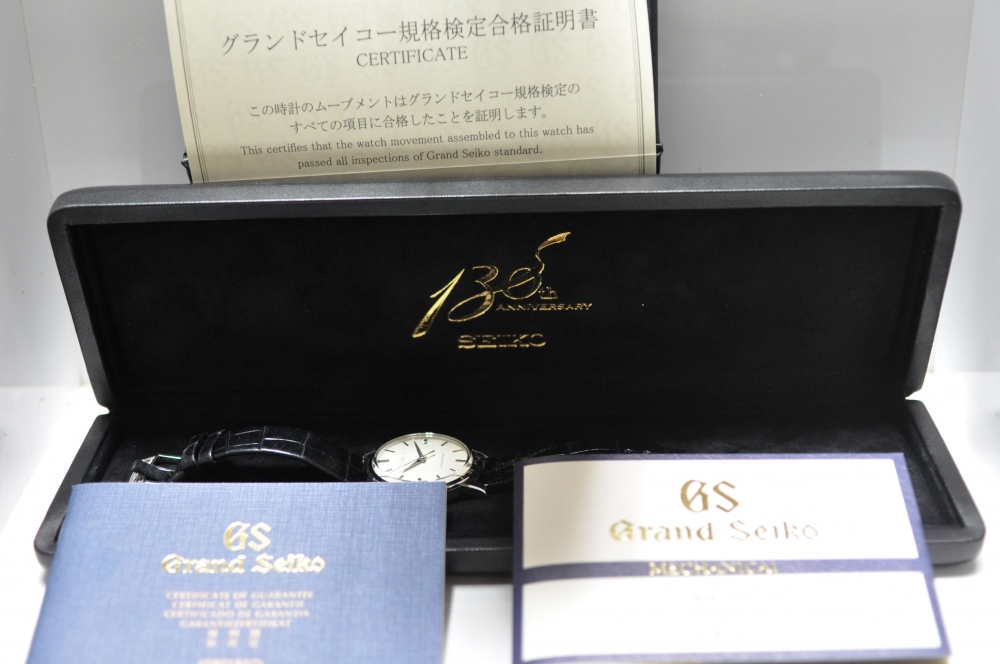 グランドセイコー規格検定合格証明書
CERTIFICATE
この時計のムーブメントはグランドセイコー規格検定の
すべての項目に合格したことを証明します。
This certifies that the watch movement assembled to this watch has
passed all inspections of Grand Seiko standard.
130th
ANNIVERSARY
SEIKO
GS
Grand Seiko
CERTIFICATE OF GUARANTEE
CERTIFICAT DE GARANTIE
CERTIFICADO DE GARANTIA
GARANTIEZERTIFIKAT
GS
Grand Seiko
MECHANICAL